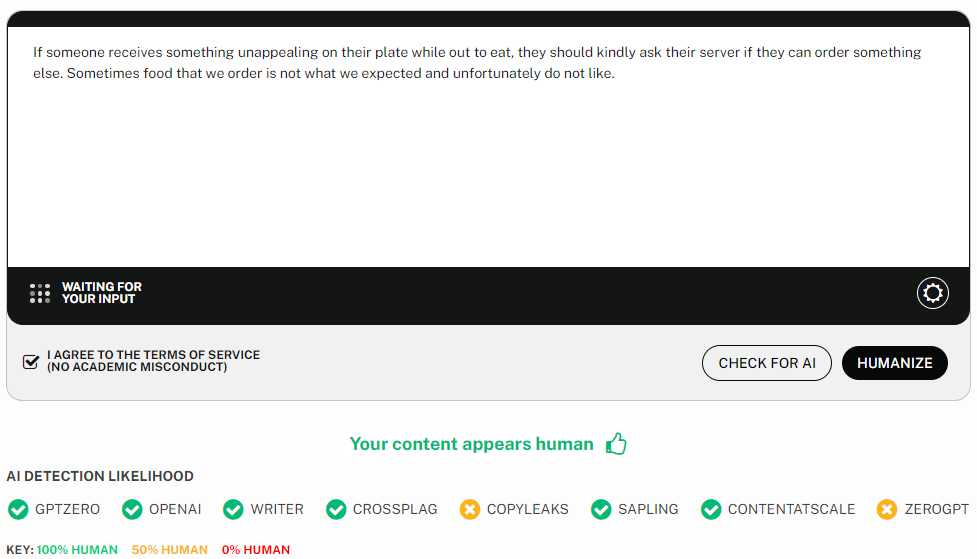 If someone receives something unappealing on their plate while out to eat, they should kindly ask their server if they can order something
else. Sometimes food that we order is not what we expected and unfortunately do not like.
WAITING FOR
YOUR INPUT
I AGREE TO THE TERMS OF SERVICE
(NO ACADEMIC MISCONDUCT)
CHECK FOR AI
HUMANIZE
Your content appears human
AI DETECTION LIKELIHOOD
GPTZERO OPENAI WRITER CROSSPLAG COPYLEAKS SAPLING CONTENTATSCALE ZEROGPT
KEY: 100% HUMAN 50% HUMAN 0% HUMAN